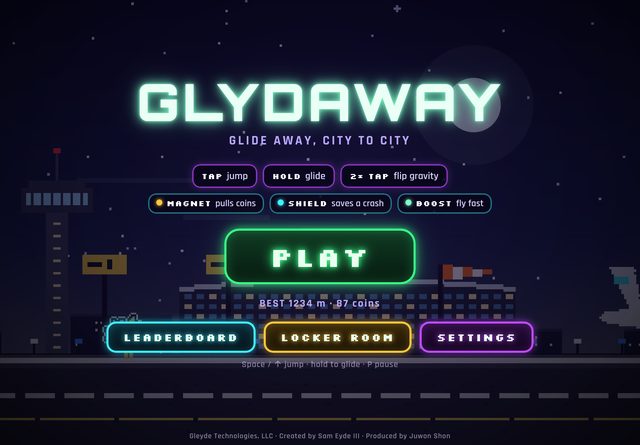 GLYDAWAY
GLIDE AWAY, CITY TO CITY
TAP jump HOLD glide 2× TAP flip gravity
MAGNET pulls coins SHIELD saves a crash BOOST fly fast
PLAY
BEST 1234 m · 87 coins
LEADERBOARD LOCKER ROOM SETTINGS
Space / ↑ jump · hold to glide · P pause
Gleyde Technologies, LLC · Created by Sam Eyde III · Produced by Juwon Shon